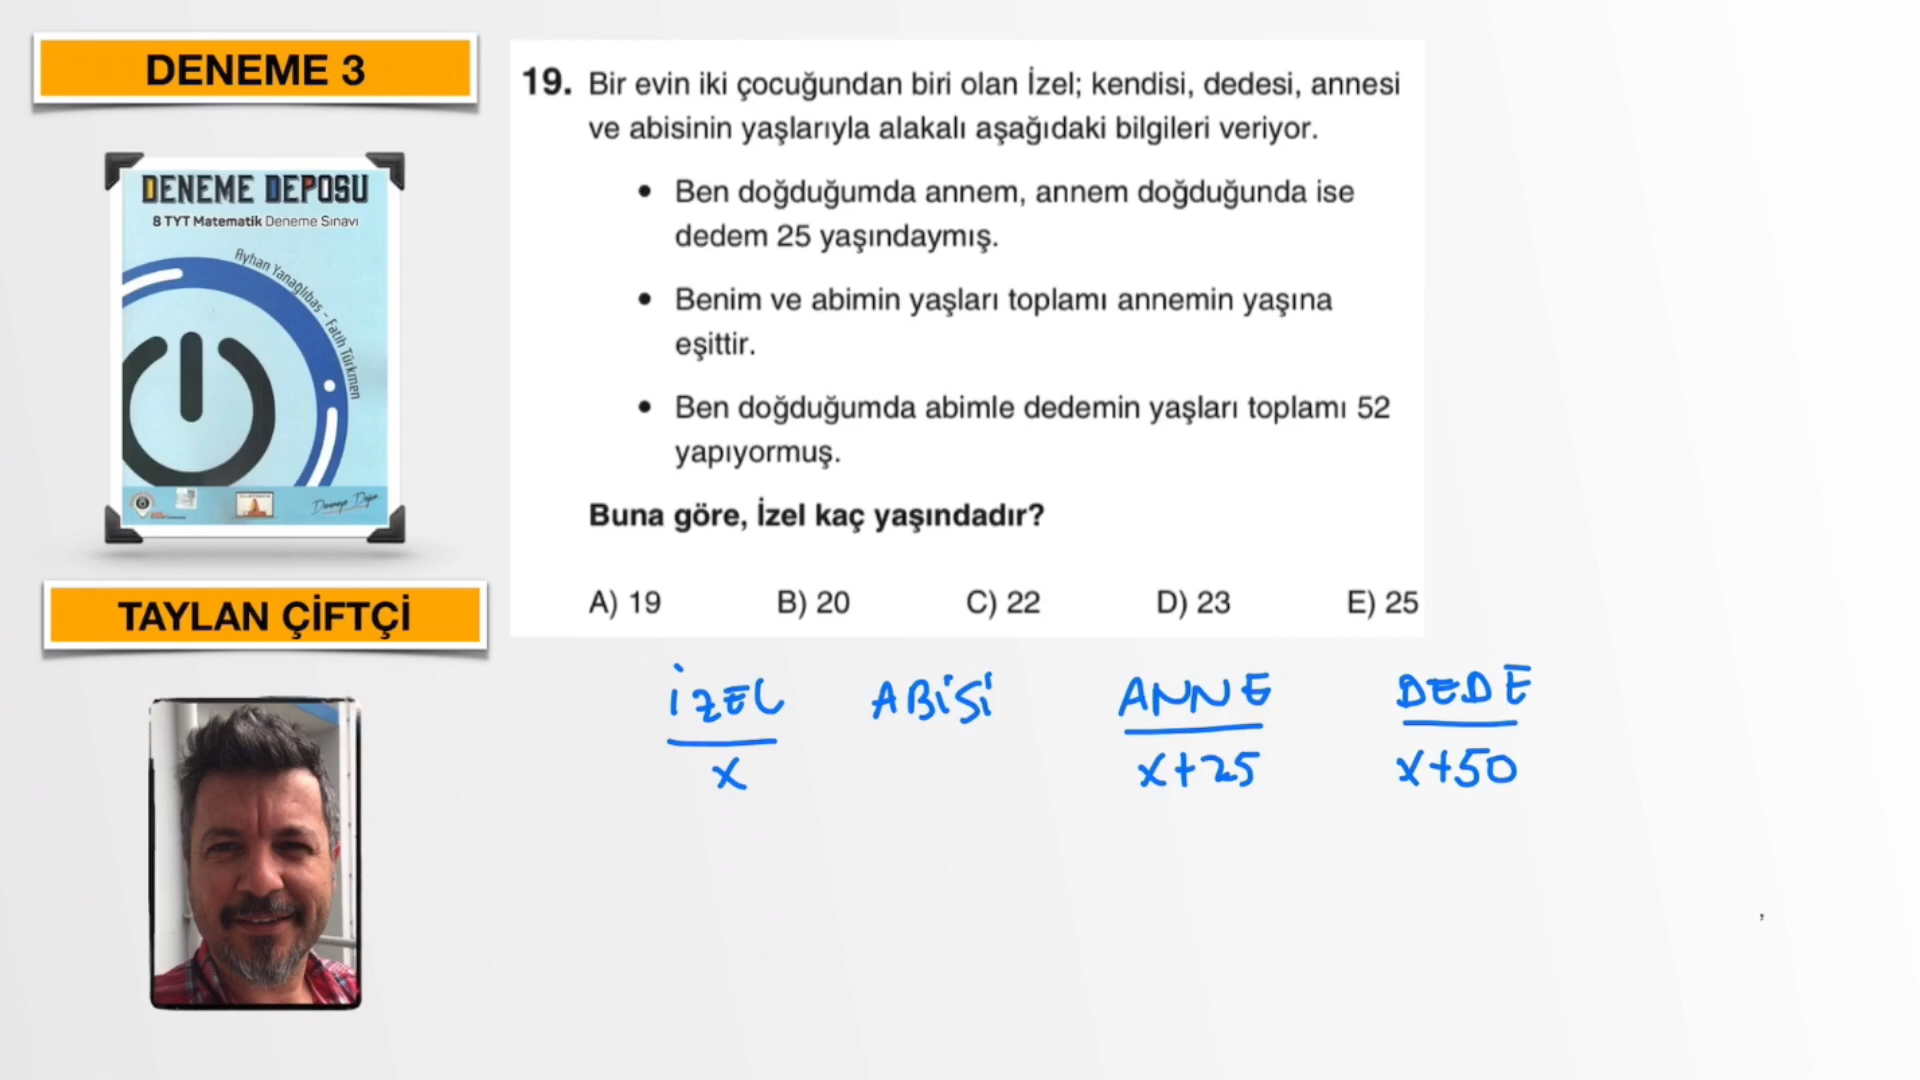 DENEME 3
DENEME DEPOSU
8 TYT Matematik Deneme Sınavı
Ayhan Yanağlıbaş - Fatih Türkmen
TAYLAN ÇİFTÇİ
19. Bir evin iki çocuğundan biri olan İzel; kendisi, dedesi, annesi
ve abisinin yaşlarıyla alakalı aşağıdaki bilgileri veriyor.
• Ben doğduğumda annem, annem doğduğunda ise
dedem 25 yaşındaymış.
• Benim ve abimin yaşları toplamı annemin yaşına
eşittir.
• Ben doğduğumda abimle dedemin yaşları toplamı 52
yapıyormuş.
Buna göre, İzel kaç yaşındadır?
A) 19 B) 20 C) 22 D) 23 E) 25
İZEL ABİSİ ANNE DEDE
x x+25 x+50
,